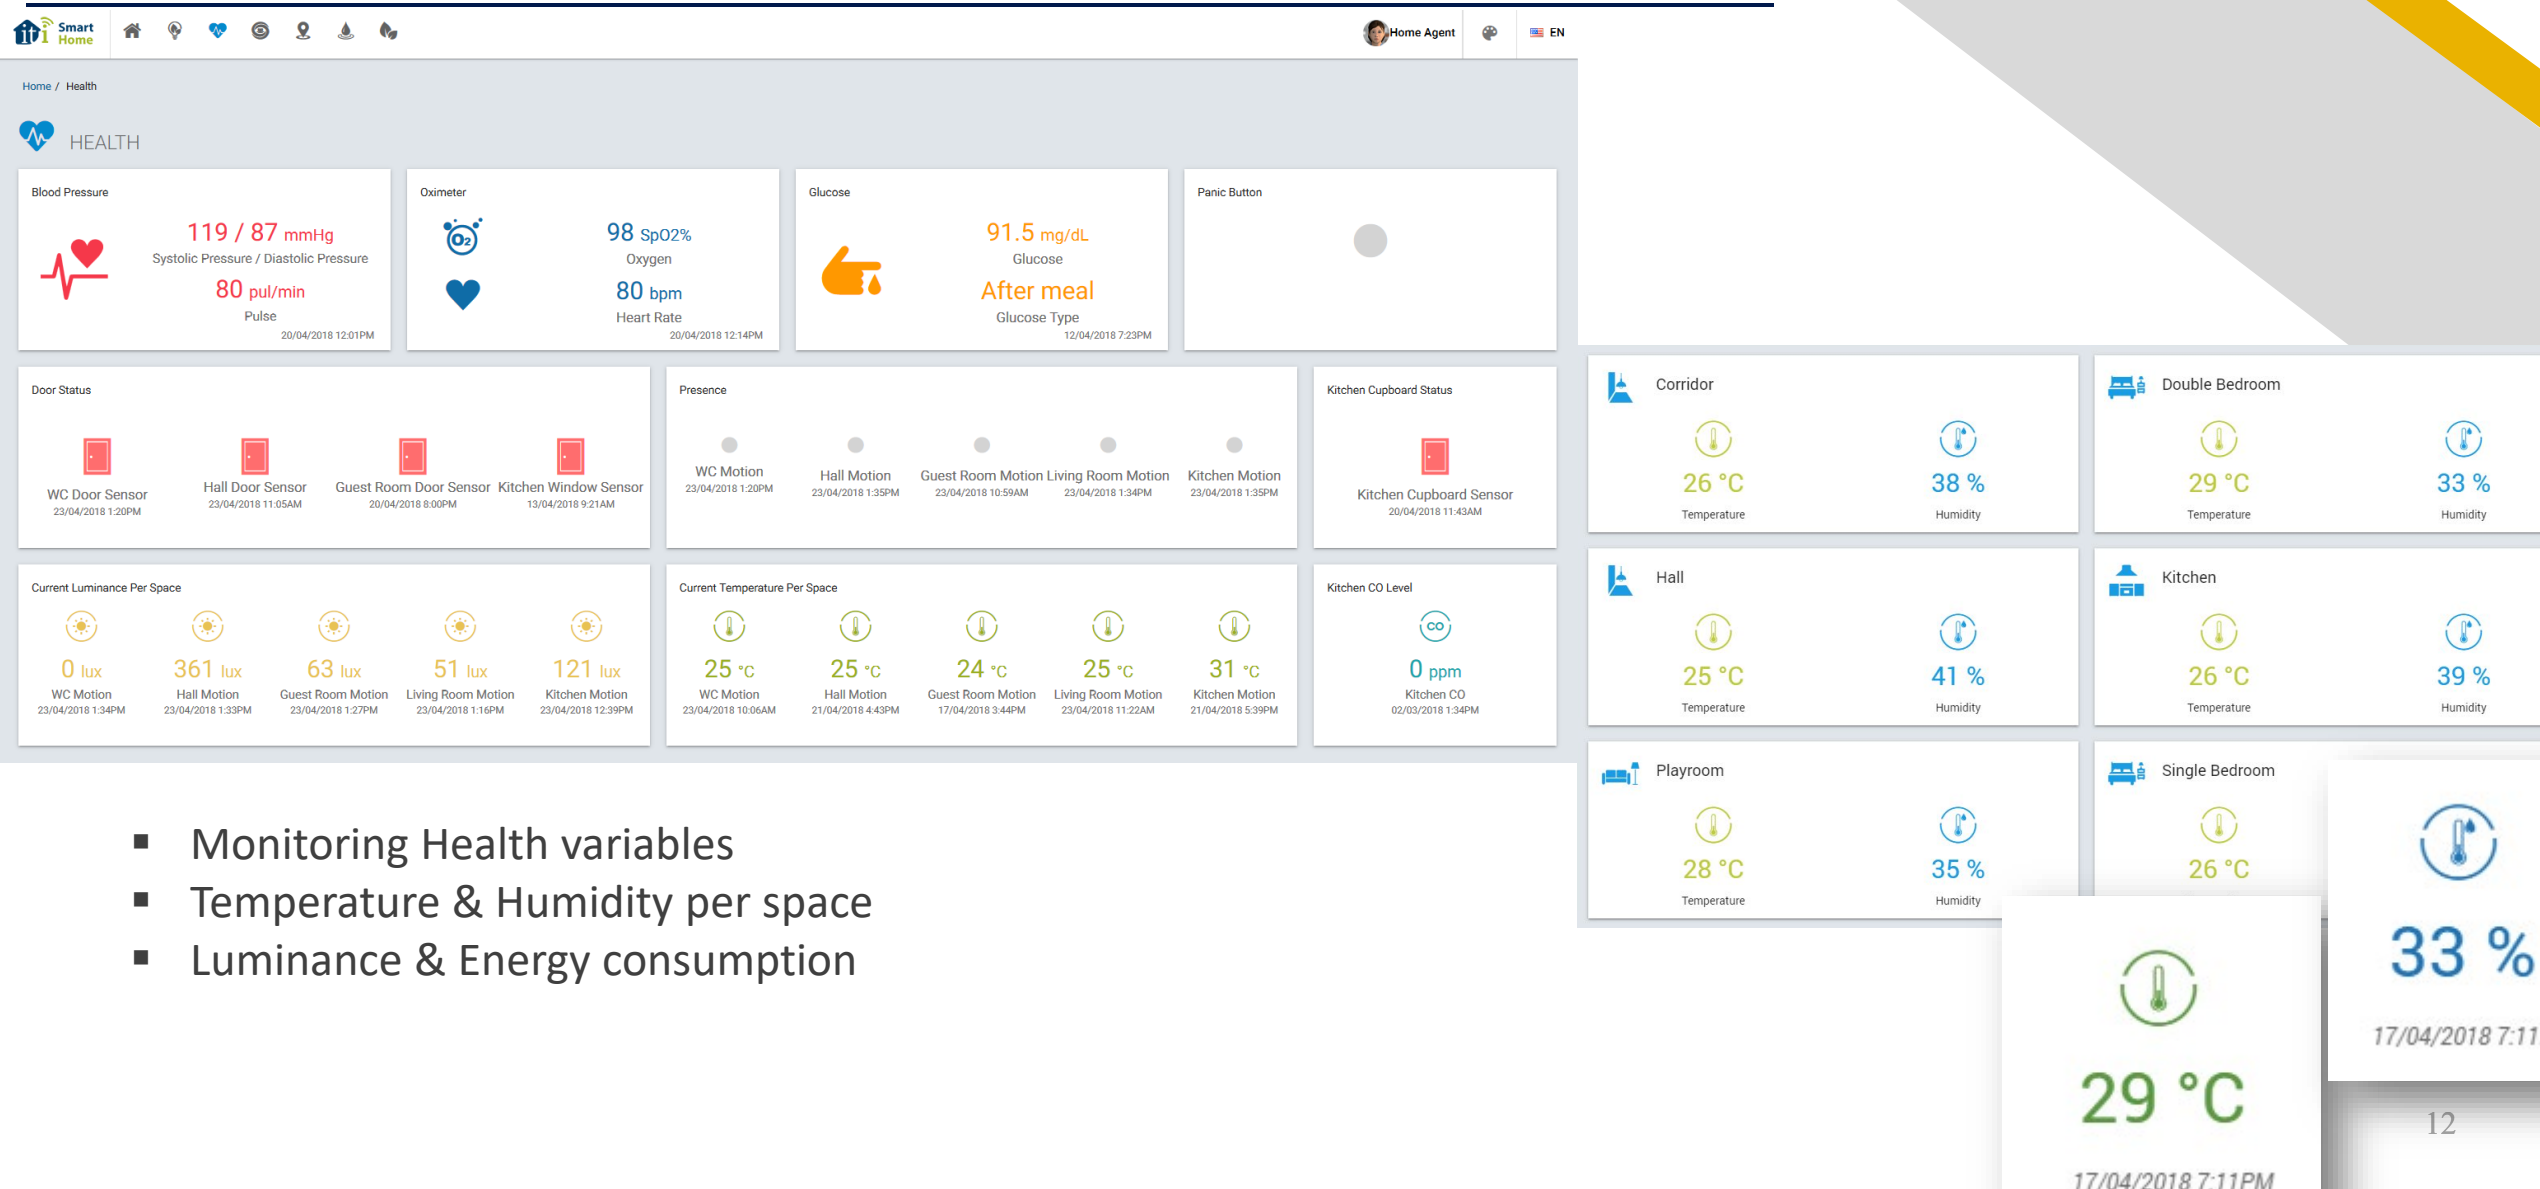 iti Smart Home
Home Agent
EN
Home / Health
HEALTH
Blood Pressure
119 / 87 mmHg
Systolic Pressure / Diastolic Pressure
80 pul/min
Pulse
20/04/2018 12:01PM
Oximeter
O2
98 SpO2%
Oxygen
80 bpm
Heart Rate
20/04/2018 12:14PM
Glucose
91.5 mg/dL
Glucose
After meal
Glucose Type
12/04/2018 7:23PM
Panic Button
Door Status
WC Door Sensor
23/04/2018 1:20PM
Hall Door Sensor
23/04/2018 11:05AM
Guest Room Door Sensor
20/04/2018 8:00PM
Kitchen Window Sensor
13/04/2018 9:21AM
Presence
WC Motion
23/04/2018 1:20PM
Hall Motion
23/04/2018 1:35PM
Guest Room Motion
23/04/2018 10:59AM
Living Room Motion
23/04/2018 1:34PM
Kitchen Motion
23/04/2018 1:35PM
Kitchen Cupboard Status
Kitchen Cupboard Sensor
20/04/2018 11:43AM
Current Luminance Per Space
0 lux
WC Motion
23/04/2018 1:34PM
361 lux
Hall Motion
23/04/2018 1:33PM
63 lux
Guest Room Motion
23/04/2018 1:27PM
51 lux
Living Room Motion
23/04/2018 1:16PM
121 lux
Kitchen Motion
23/04/2018 12:39PM
Current Temperature Per Space
25 °C
WC Motion
23/04/2018 10:06AM
25 °C
Hall Motion
21/04/2018 4:43PM
24 °C
Guest Room Motion
17/04/2018 3:44PM
25 °C
Living Room Motion
23/04/2018 11:22AM
31 °C
Kitchen Motion
21/04/2018 5:39PM
Kitchen CO Level
CO
0 ppm
Kitchen CO
02/03/2018 1:34PM
Corridor
26 °C
Temperature
38 %
Humidity
Double Bedroom
29 °C
Temperature
33 %
Humidity
Hall
25 °C
Temperature
41 %
Humidity
Kitchen
26 °C
Temperature
39 %
Humidity
Playroom
28 °C
Temperature
35 %
Humidity
Single Bedroom
26 °C
33 %
17/04/2018 7:11
29 °C
17/04/2018 7:11PM
▪ Monitoring Health variables
▪ Temperature & Humidity per space
▪ Luminance & Energy consumption
12